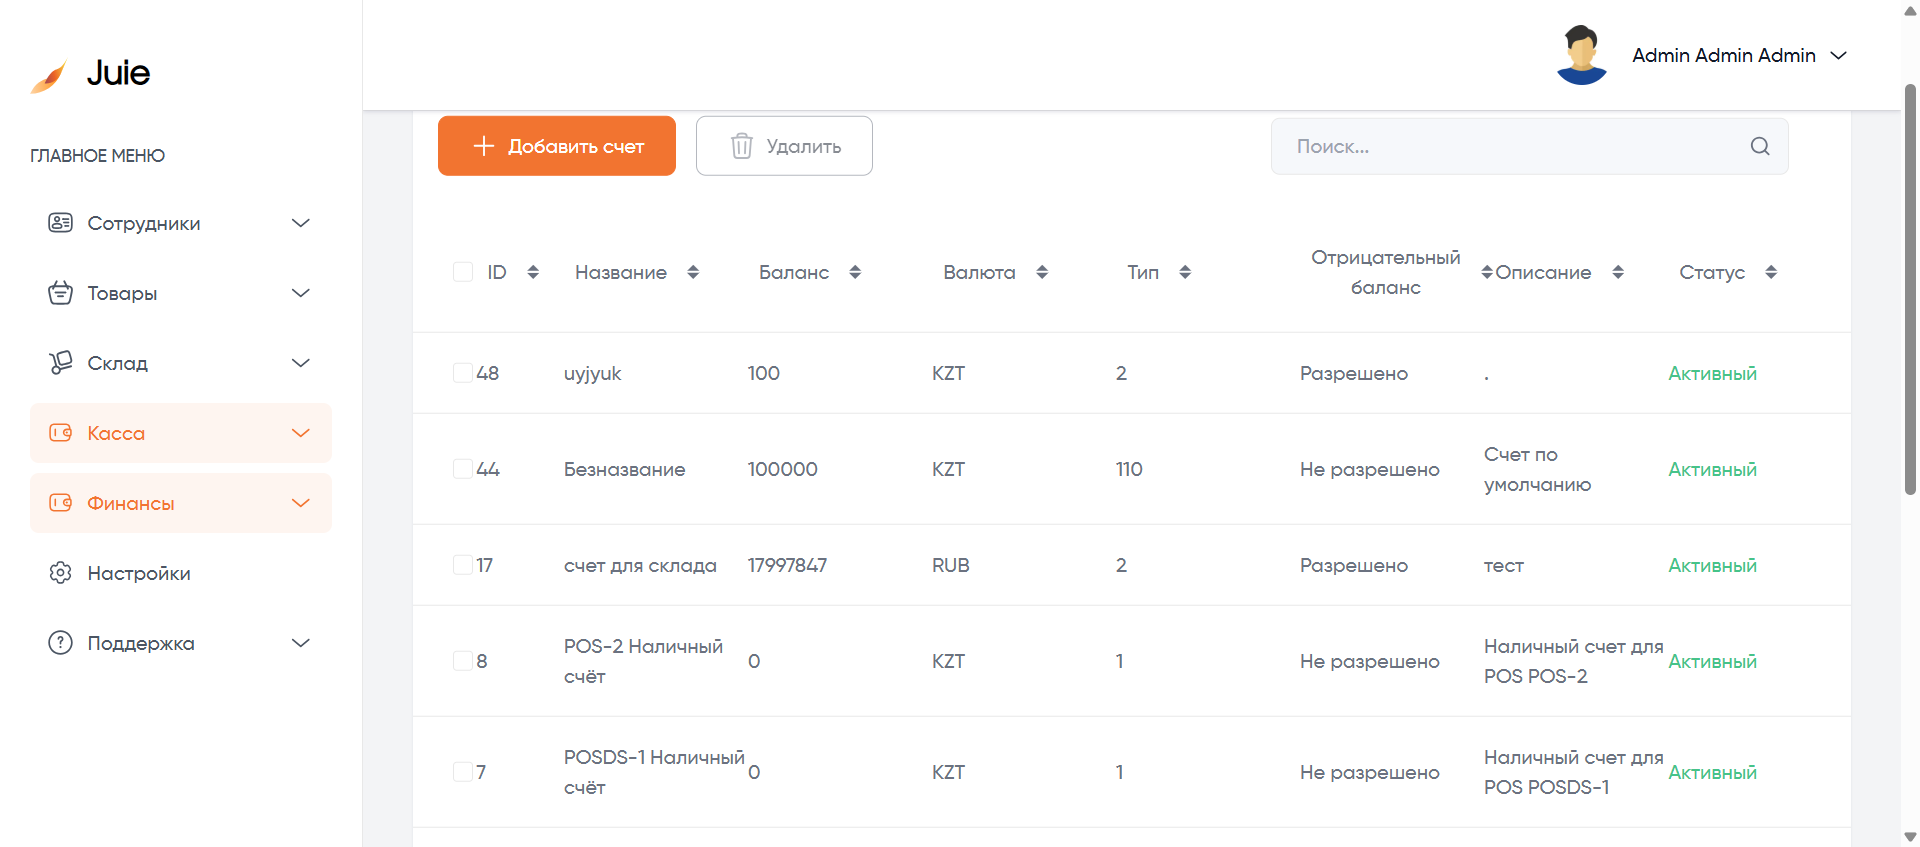 Juie
Admin Admin Admin
ГЛАВНОЕ МЕНЮ
Сотрудники
Товары
Склад
Касса
Финансы
Настройки
Поддержка
Добавить счет
Удалить
Поиск...
ID Название Баланс Валюта Тип Отрицательный баланс Описание Статус
48 uyjyuk 100 KZT 2 Разрешено . Активный
44 Безназвание 100000 KZT 110 Не разрешено Счет по умолчанию Активный
17 счет для склада 17997847 RUB 2 Разрешено тест Активный
8 POS-2 Наличный счёт 0 KZT 1 Не разрешено Наличный счет для POS POS-2 Активный
7 POSDS-1 Наличный счёт 0 KZT 1 Не разрешено Наличный счет для POS POSDS-1 Активный